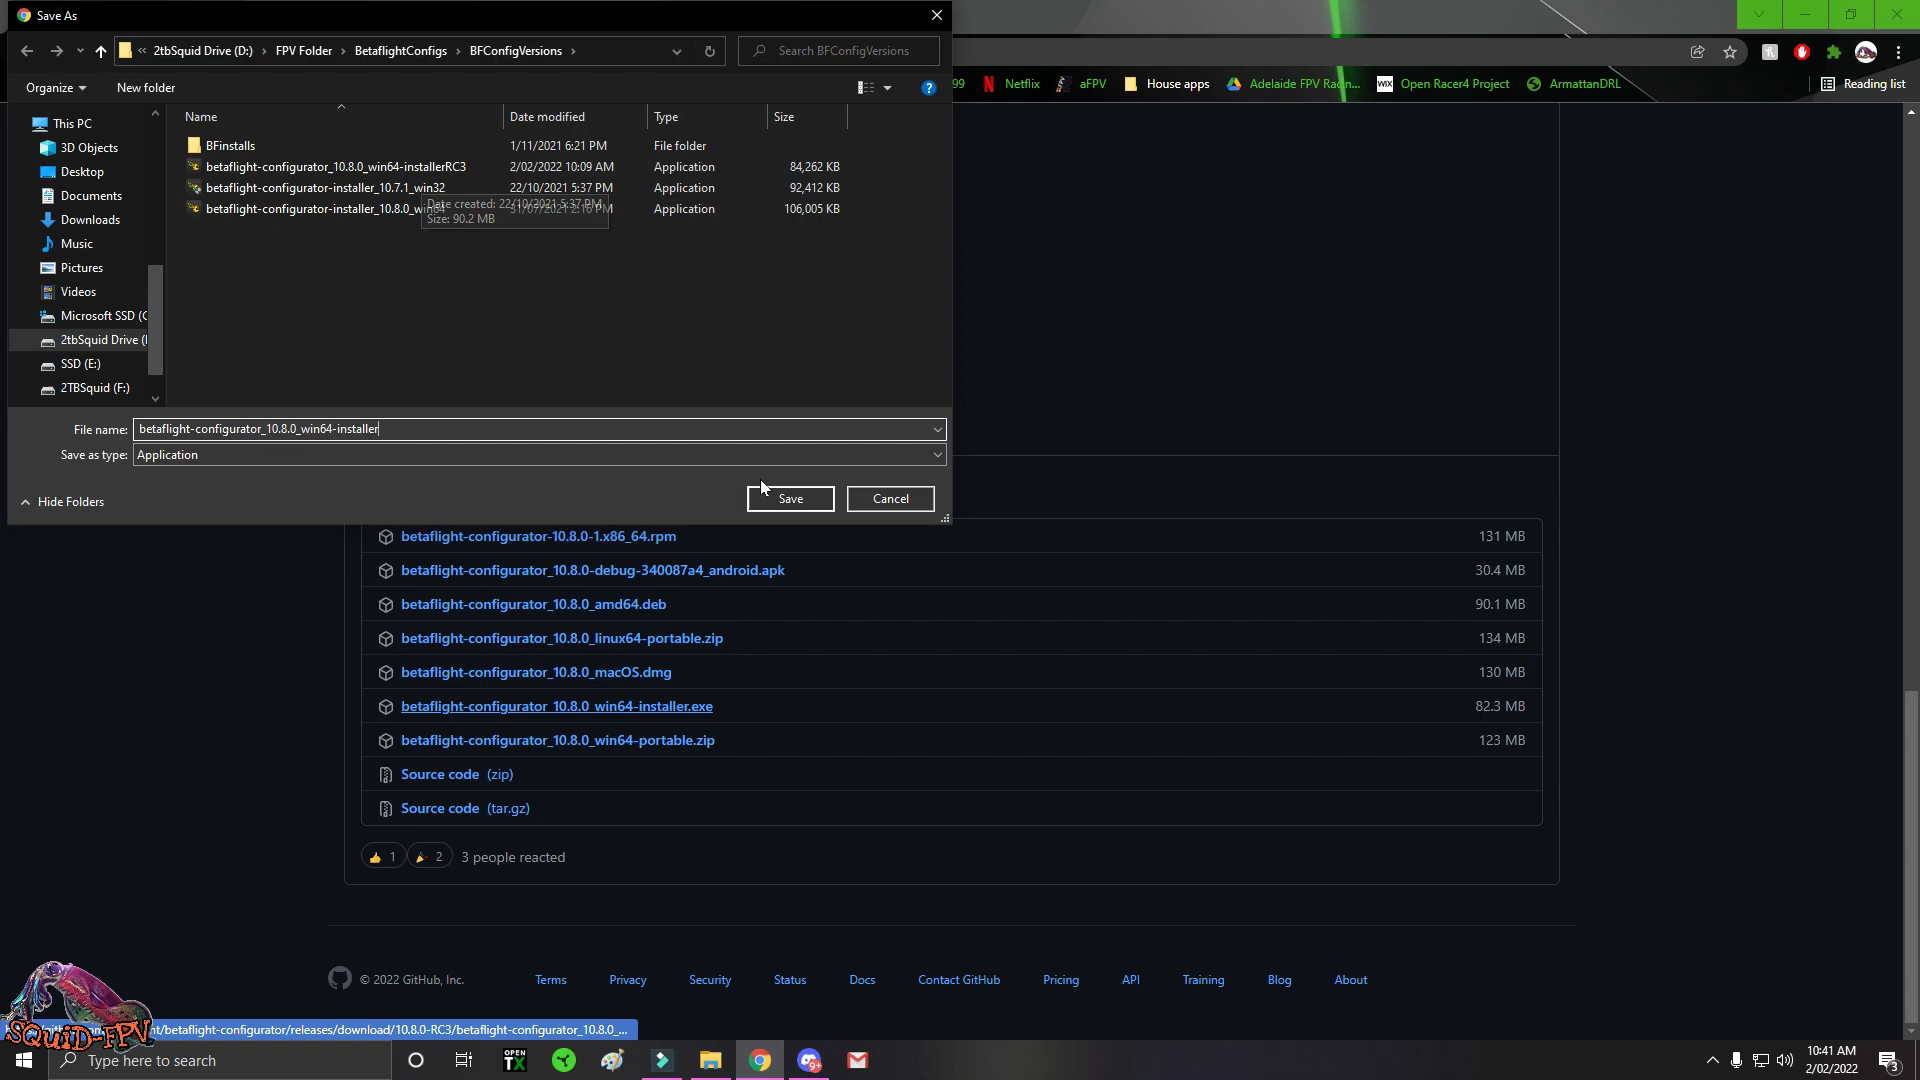 Save As
2tbSquid Drive (D:)
FPV Folder
BetaflightConfigs
BFConfigVersions
Search BFConfigVersions
Organize
New folder
99
Netflix
aFPV
House apps
Adelaide FPV Racin...
WIX
Open Racer4 Project
ArmattanDRL
Reading list
Name
Date modified
Type
Size
This PC
3D Objects
Desktop
Documents
Downloads
Music
Pictures
Videos
Microsoft SSD (C
2tbSquid Drive (
SSD (E:)
2TBSquid (F:)
BFinstalls 1/11/2021 6:21 PM File folder
betaflight-configurator_10.8.0_win64-installerRC3 2/02/2022 10:09 AM Application 84,262 KB
betaflight-configurator-installer_10.7.1_win32 22/10/2021 5:37 PM Application 92,412 KB
betaflight-configurator-installer_10.8.0_win64 Application 106,005 KB
Date created: 22/10/2021 5:37 PM
Size: 90.2 MB
File name: betaflight-configurator_10.8.0_win64-installer
Save as type: Application
Hide Folders
Save
Cancel
betaflight-configurator-10.8.0-1.x86_64.rpm 131 MB
betaflight-configurator_10.8.0-debug-340087a4_android.apk 30.4 MB
betaflight-configurator_10.8.0_amd64.deb 90.1 MB
betaflight-configurator_10.8.0_linux64-portable.zip 134 MB
betaflight-configurator_10.8.0_macOS.dmg 130 MB
betaflight-configurator_10.8.0_win64-installer.exe 82.3 MB
betaflight-configurator_10.8.0_win64-portable.zip 123 MB
Source code (zip)
Source code (tar.gz)
1
2
3 people reacted
© 2022 GitHub, Inc.
Terms
Privacy
Security
Status
Docs
Contact GitHub
Pricing
API
Training
Blog
About
SQUiD-FPV
nt/betaflight-configurator/releases/download/10.8.0-RC3/betaflight-configurator_10.8.0_...
Type here to search
OPEN
TX
9+
10:41 AM
2/02/2022
3